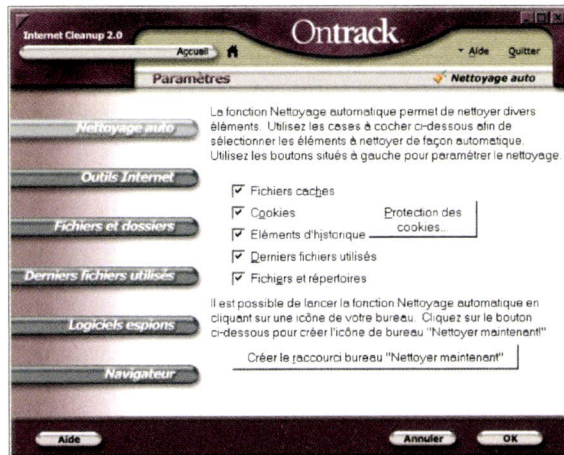 Internet Cleanup 2.0
Ontrack
Accueil
Aide
Quitter
Paramètres
Nettoyage auto
Nettoyage auto
Outils Internet
Fichiers et dossiers
Derniers fichiers utilisés
Logiciels espions
Navigateur
La fonction Nettoyage automatique permet de nettoyer divers
éléments. Utilisez les cases à cocher ci-dessous afin de
sélectionner les éléments à nettoyer de façon automatique.
Utilisez les boutons situés à gauche pour paramétrer le nettoyage.
Fichiers caches
Cookies
Eléments d'historique
Protection des
cookies...
Derniers fichiers utilisés
Fichiers et répertoires
Il est possible de lancer la fonction Nettoyage automatique en
cliquant sur une icône de votre bureau. Cliquez sur le bouton
ci-dessous pour créer l'icône de bureau "Nettoyer maintenant!"
Créer le raccourci bureau "Nettoyer maintenant"
Aide
Annuler
OK